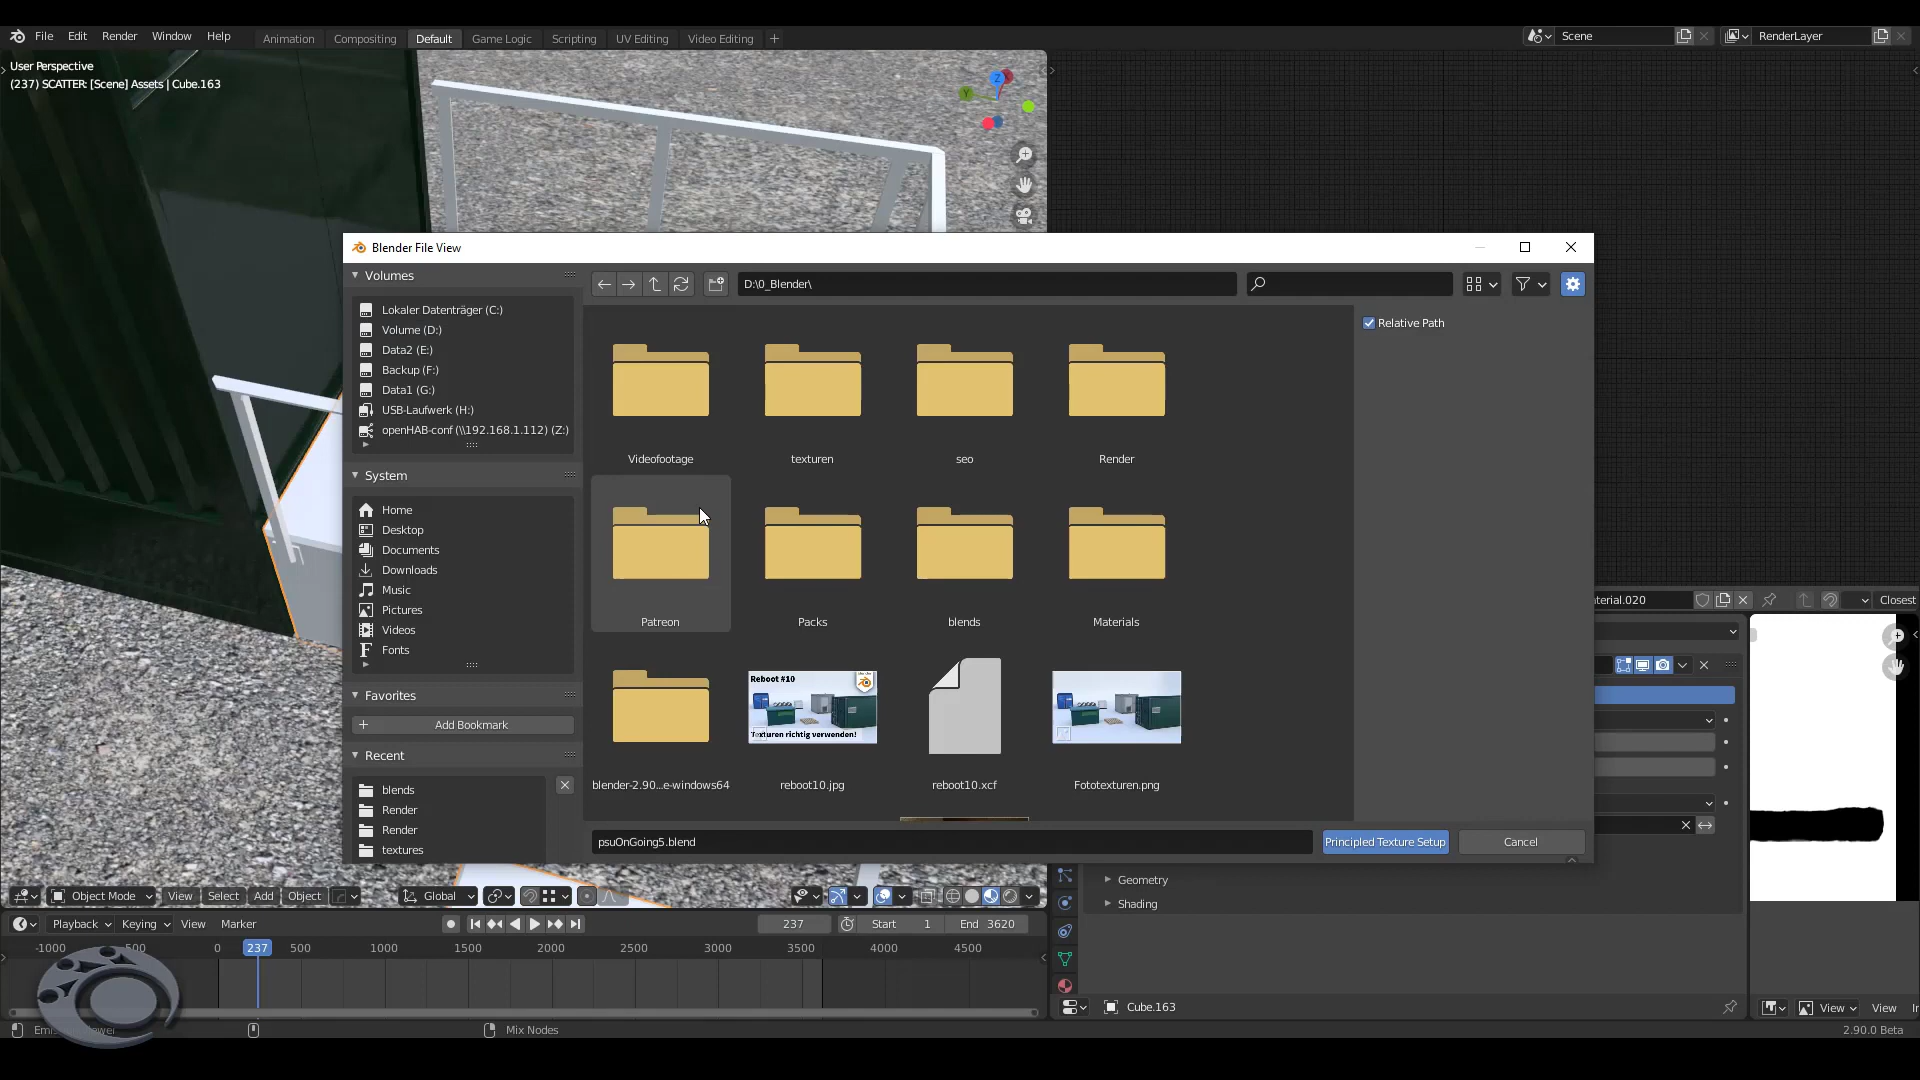 File Edit Render Window Help
Animation Compositing Default Game Logic Scripting UV Editing Video Editing +
Scene RenderLayer
User Perspective
(237) SCATTER: [Scene] Assets | Cube.163
Z
Y
Blender File View
Volumes
Lokaler Datenträger (C:)
Volume (D:)
Data2 (E:)
Backup (F:)
Data1 (G:)
USB-Laufwerk (H:)
openHAB-conf (\\192.168.1.112) (Z:)
System
Home
Desktop
Documents
Downloads
Music
Pictures
Videos
Fonts
Favorites
+ Add Bookmark
Recent
blends
Render
Render
textures
D:\0_Blender\
Relative Path
Videofootage texturen seo Render
Patreon Packs blends Materials
Reboot #10
Texturen richtig verwenden!
blender-2.90...e-windows64 reboot10.jpg reboot10.xcf Fototexturen.png
psuOnGoing5.blend Principled Texture Setup Cancel
terial.020 Closest
Geometry
Shading
Object Mode View Select Add Object Global
Playback Keying View Marker 237 Start 1 End 3620
-1000 -500 0 237 500 1000 1500 2000 2500 3000 3500 4000 4500
Cube.163
View View
Mix Nodes
2.90.0 Beta